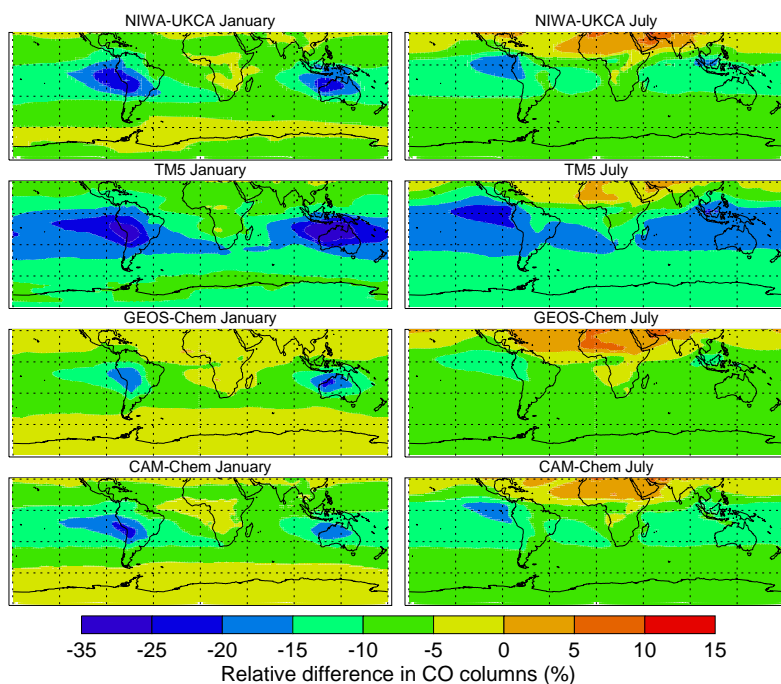 NIWA-UKCA January
NIWA-UKCA July
TM5 January
TM5 July
GEOS-Chem January
GEOS-Chem July
CAM-Chem January
CAM-Chem July
-35 -25 -20 -15 -10 -5 0 5 10 15
Relative difference in CO columns (%)